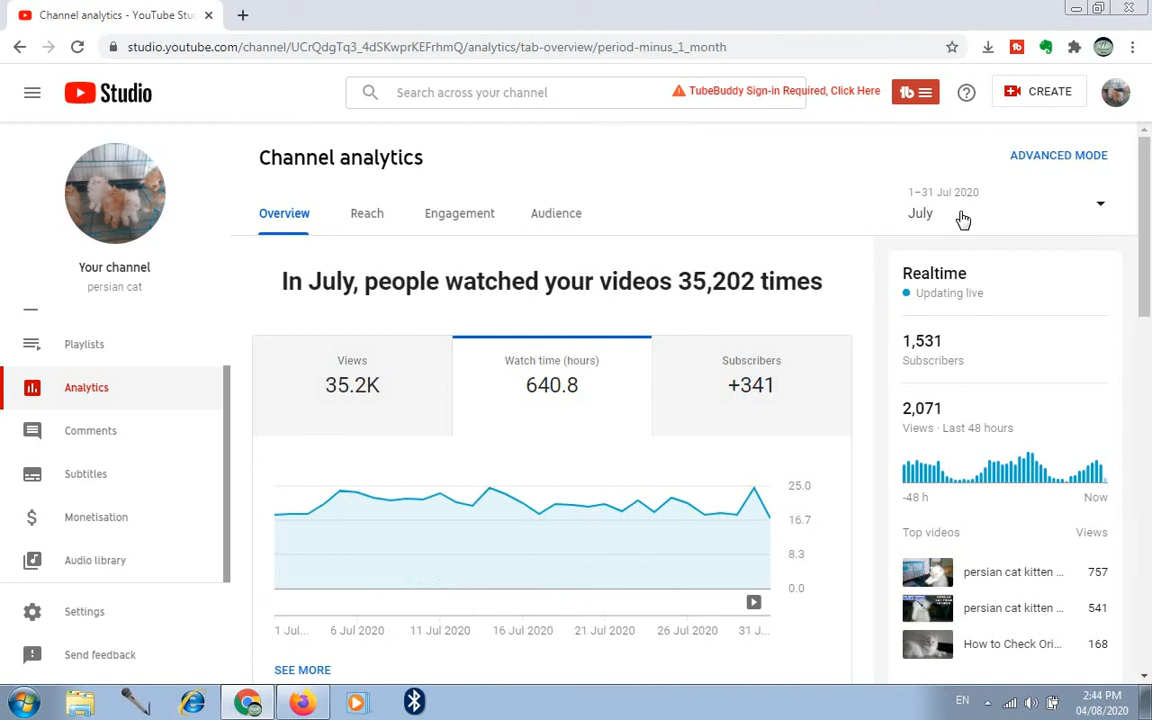 Channel analytics - YouTube Stu
studio.youtube.com/channel/UCrQdgTq3_4dSKwprKEFrhmQ/analytics/tab-overview/period-minus_1_month
Studio
Search across your channel
TubeBuddy Sign-in Required, Click Here
tb
CREATE
Your channel
persian cat
Playlists
Analytics
Comments
Subtitles
Monetisation
Audio library
Settings
Send feedback
Channel analytics
ADVANCED MODE
Overview
Reach
Engagement
Audience
1–31 Jul 2020
July
In July, people watched your videos 35,202 times
Views
35.2K
Watch time (hours)
640.8
Subscribers
+341
25.0
16.7
8.3
0.0
1 Jul...
6 Jul 2020
11 Jul 2020
16 Jul 2020
21 Jul 2020
26 Jul 2020
31 J...
SEE MORE
Realtime
Updating live
1,531
Subscribers
2,071
Views · Last 48 hours
-48 h
Now
Top videos
Views
persian cat kitten ...
757
persian cat kitten ...
541
How to Check Ori...
168
EN
2:44 PM
04/08/2020